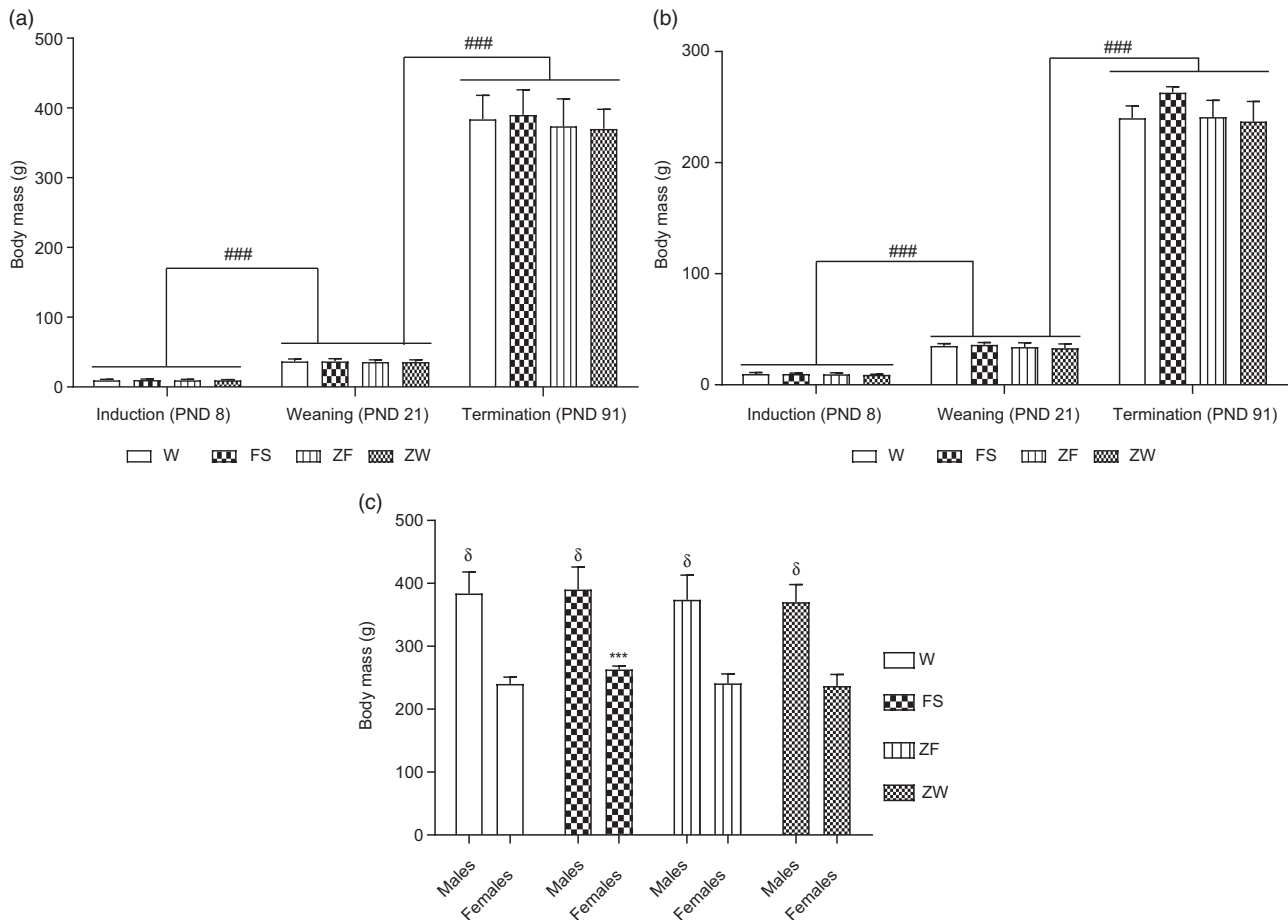 (a)
500
400
300
200
100
0
Body mass (g)
###
###
Induction (PND 8) Weaning (PND 21) Termination (PND 91)
W FS ZF ZW
(b)
300
200
100
0
Body mass (g)
###
###
Induction (PND 8) Weaning (PND 21) Termination (PND 91)
W FS ZF ZW
(c)
500
400
300
200
100
0
Body mass (g)
δ δ δ δ
***
Males Females Males Females Males Females Males Females
W
FS
ZF
ZW